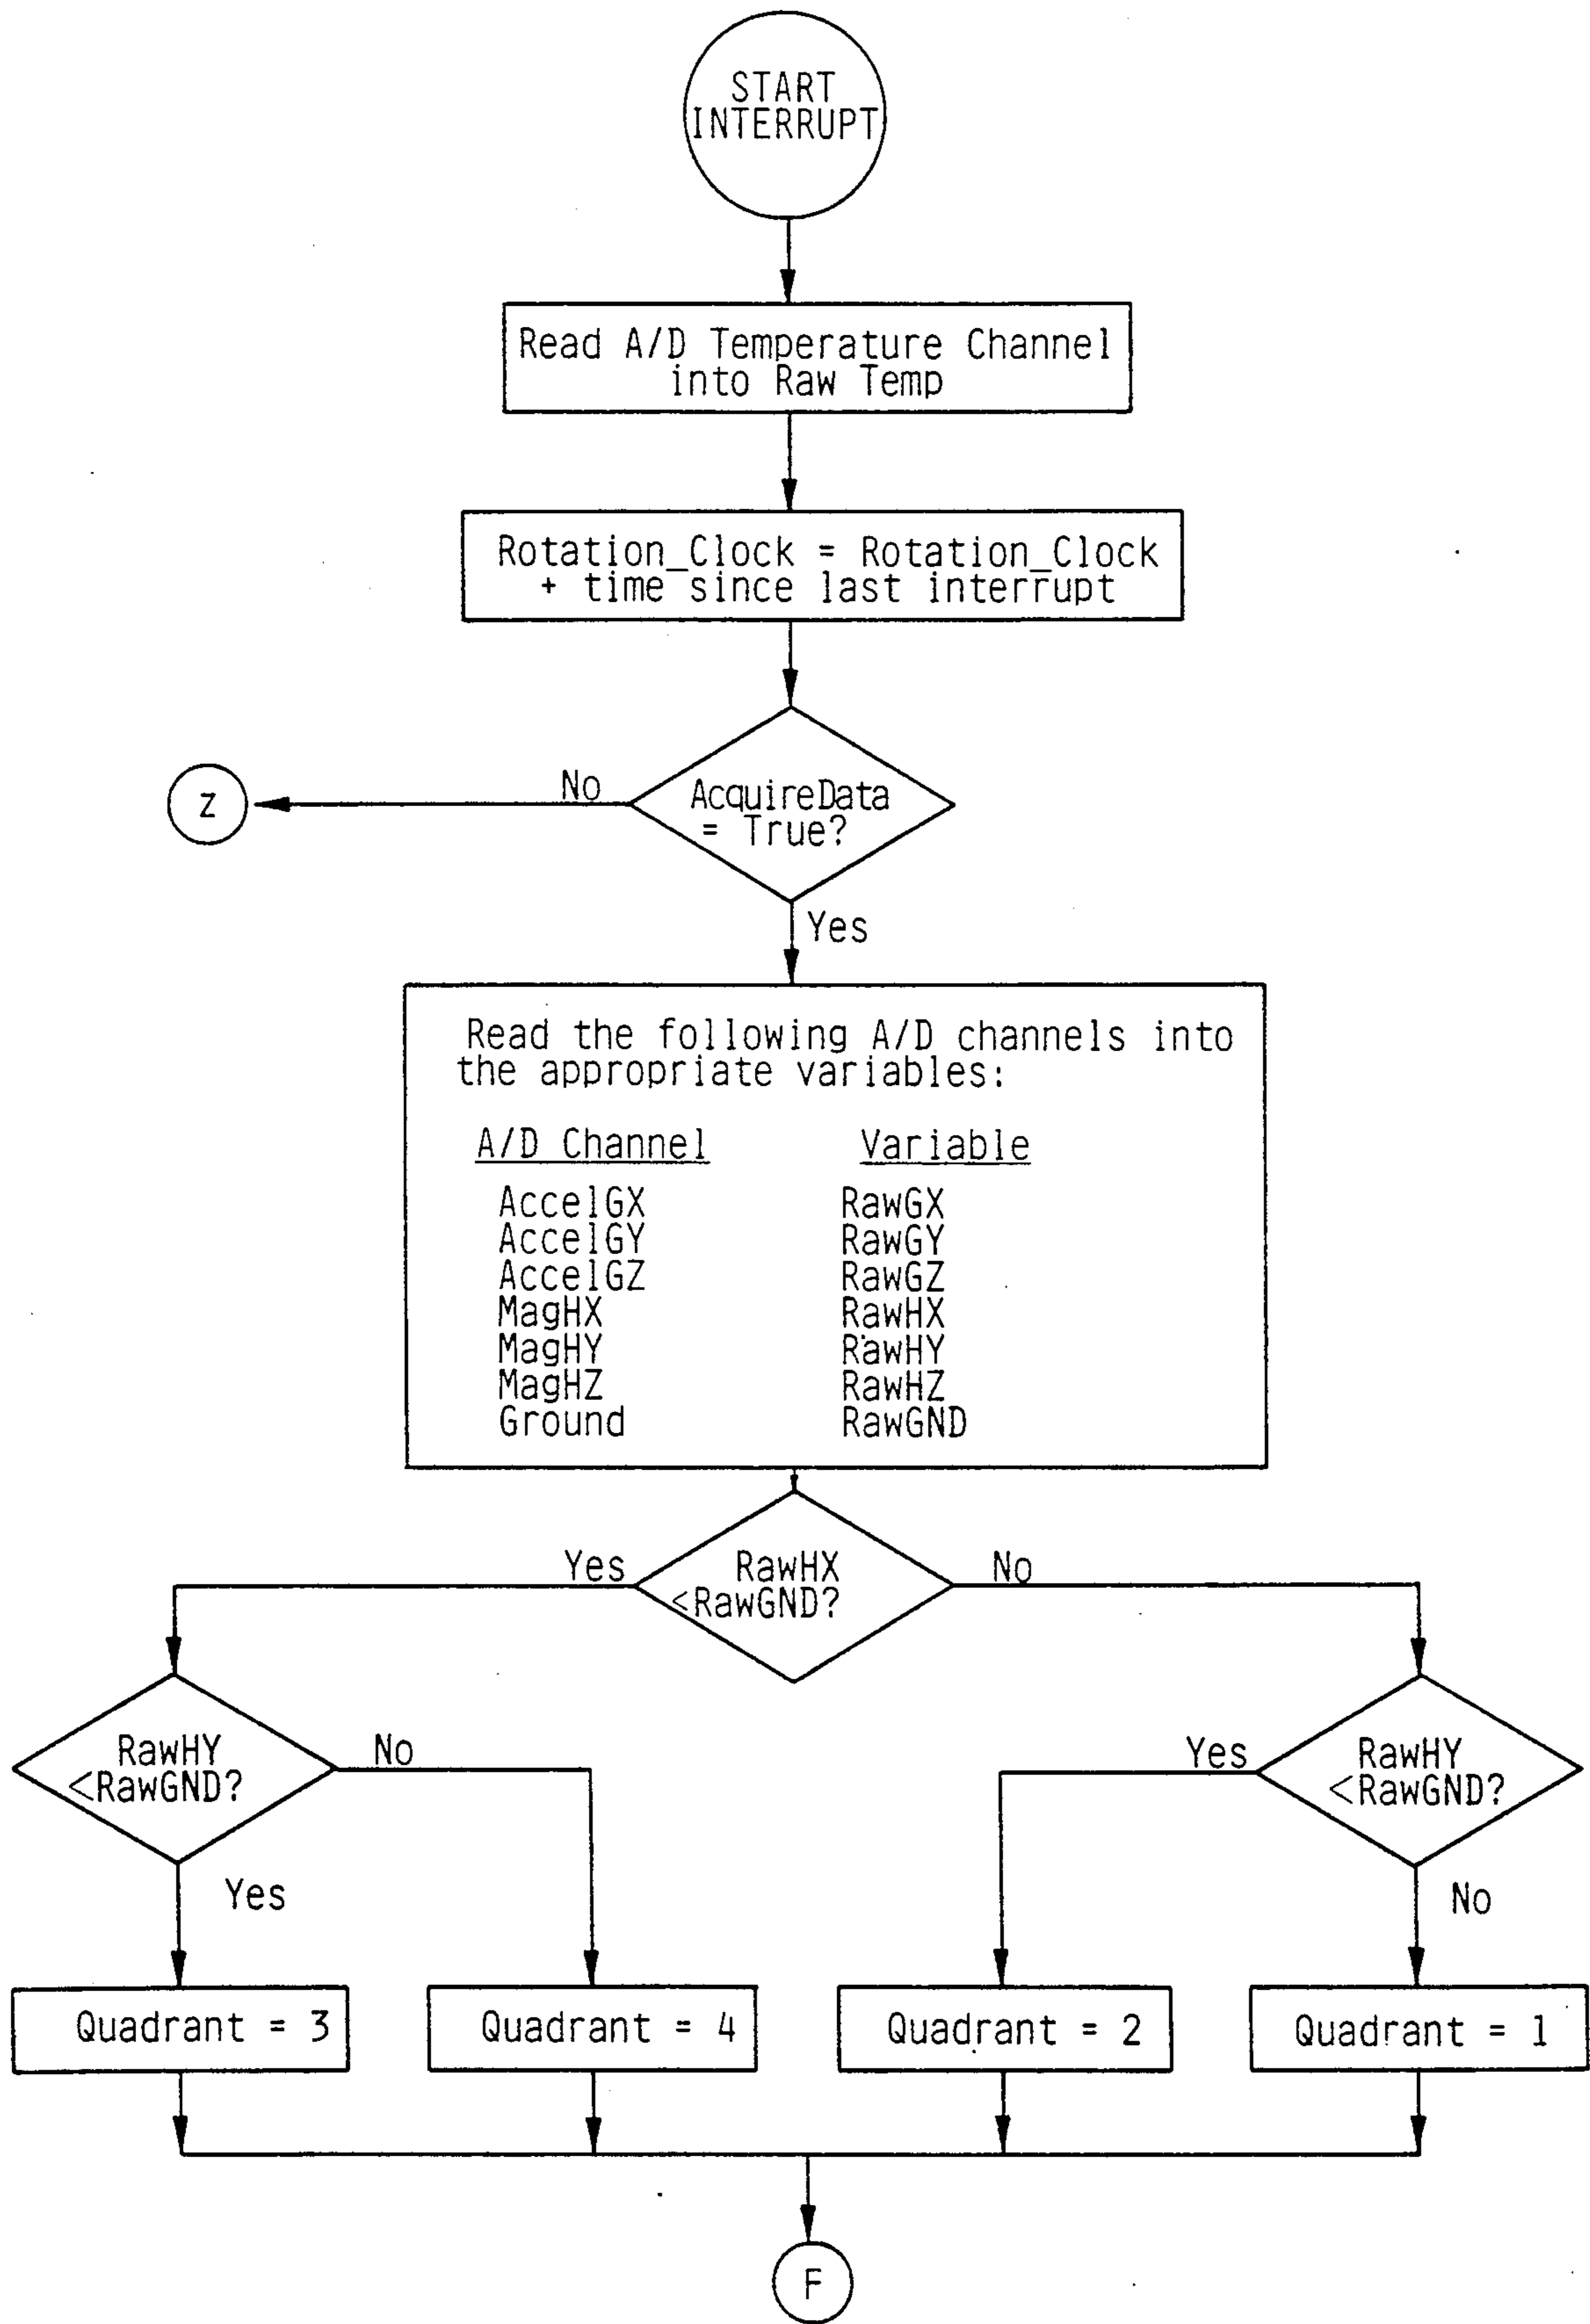 START
INTERRUPT
Read A/D Temperature Channel
into Raw Temp
Rotation_Clock = Rotation_Clock
+ time since last interrupt
No
Z
AcquireData
= True?
Yes
Read the following A/D channels into
the appropriate variables:
A/D Channel Variable
AccelGX RawGX
AccelGY RawGY
AccelGZ RawGZ
MagHX RawHX
MagHY RawHY
MagHZ RawHZ
Ground RawGND
Yes
RawHX
<RawGND?
No
RawHY
<RawGND?
No
Yes
Yes
RawHY
<RawGND?
No
Quadrant = 3
Quadrant = 4
Quadrant = 2
Quadrant = 1
F